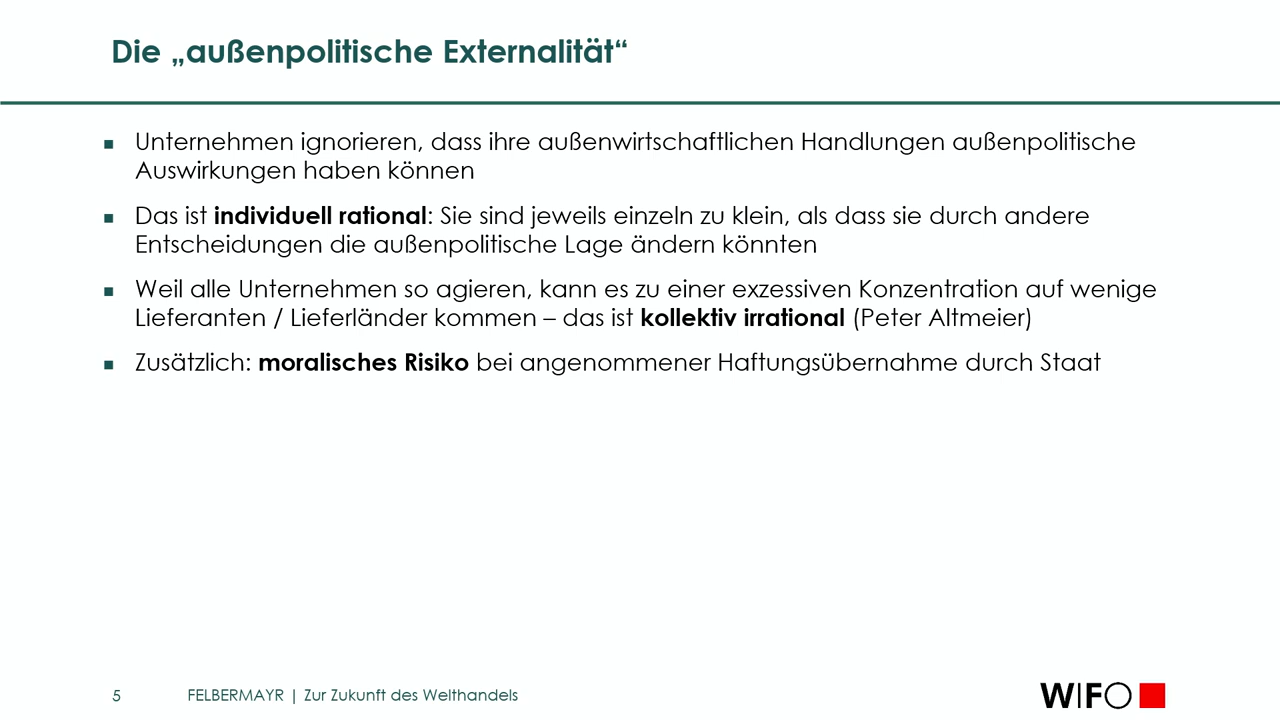 Die „außenpolitische Externalität“
Unternehmen ignorieren, dass ihre außenwirtschaftlichen Handlungen außenpolitische
Auswirkungen haben können
Das ist individuell rational: Sie sind jeweils einzeln zu klein, als dass sie durch andere
Entscheidungen die außenpolitische Lage ändern könnten
Weil alle Unternehmen so agieren, kann es zu einer exzessiven Konzentration auf wenige
Lieferanten / Lieferländer kommen – das ist kollektiv irrational (Peter Altmeier)
Zusätzlich: moralisches Risiko bei angenommener Haftungsübernahme durch Staat
5 FELBERMAYR | Zur Zukunft des Welthandels
WIFO